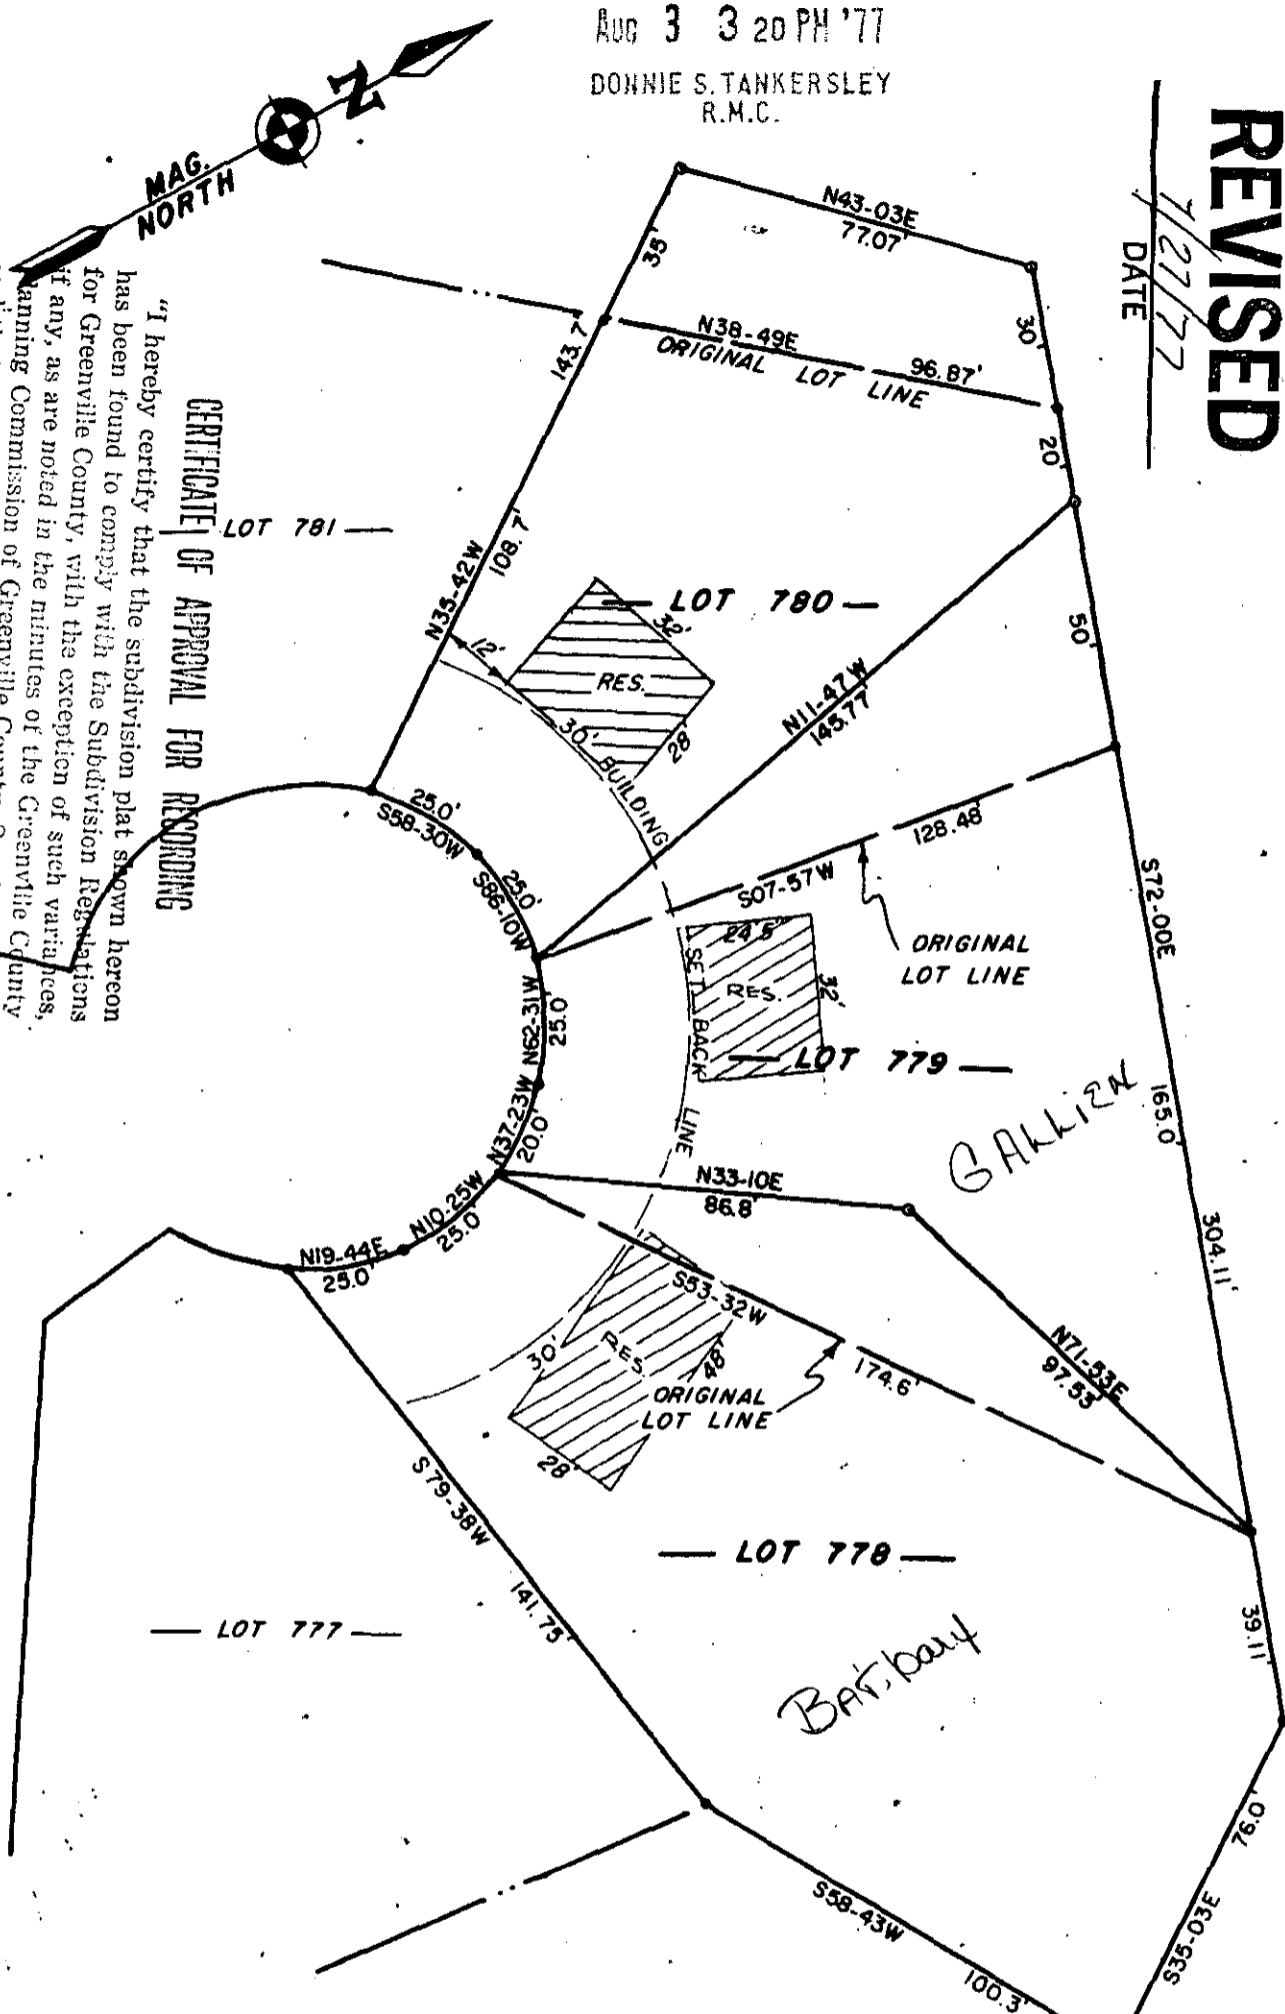 AUG 3 3 20 PM '77
DONNIE S. TANKERSLEY
R.M.C.
REVISED
7/27/77
DATE
N
MAG.
NORTH
CERTIFICATE OF APPROVAL FOR RECORDING
"I hereby certify that the subdivision plat shown hereon
has been found to comply with the Subdivision Regulations
for Greenville County, with the exception of such variances,
if any, as are noted in the minutes of the Greenville County
Planning Commission of Greenville County
N43-03E
77.07'
35'
30'
N38-49E
96.87'
ORIGINAL LOT LINE
143.7'
20'
LOT 781
N35-42W
108.7'
LOT 780
32'
RES.
28'
12'
30' BUILDING
50'
N11-47W
145.77'
25.0'
S58-30W
25.0'
S86-10W
128.48'
S07-57W
ORIGINAL
LOT LINE
S72-00E
165.0'
304.11'
24.5'
RES.
32'
SET BACK
LINE
LOT 779
GALLIEN
N62-31W
25.0'
N37-23W
20.0'
N33-10E
86.8'
N10-25W
25.0'
N19-44E
25.0'
17'
S53-32W
174.6'
N71-53E
97.53'
RES.
48'
30'
28'
ORIGINAL
LOT LINE
S79-38W
141.75'
LOT 778
39.11'
LOT 777
76.0'
S35-03E
S58-43W
100.3'